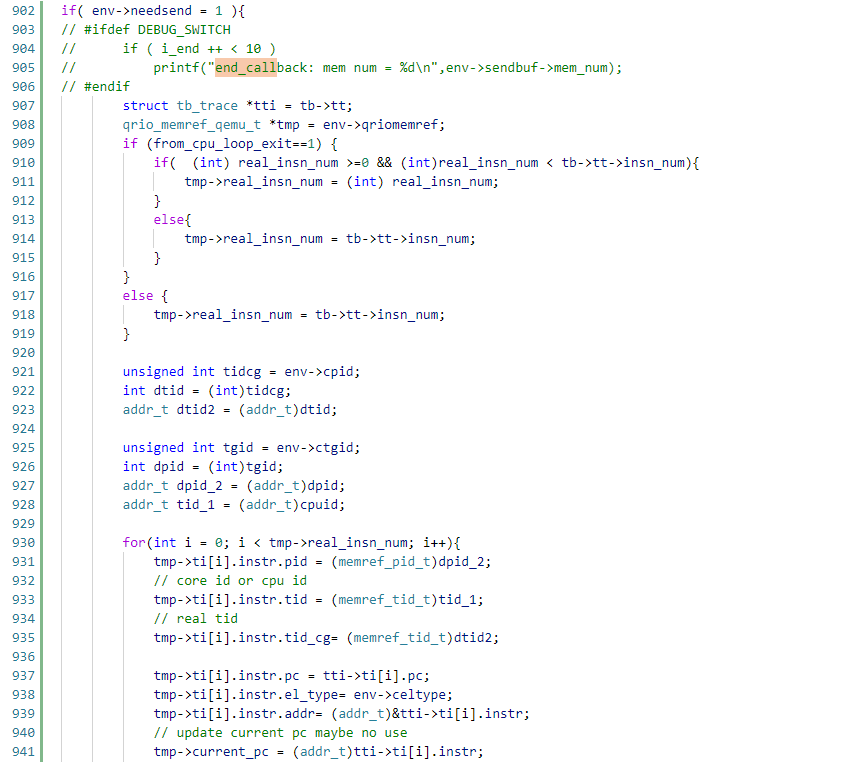 902 if( env->needsend = 1 ){
903 // #ifdef DEBUG_SWITCH
904 //      if ( i_end ++ < 10 )
905 //          printf("end_callback: mem num = %d\n",env->sendbuf->mem_num);
906 // #endif
907         struct tb_trace *tti = tb->tt;
908         qrio_memref_qemu_t *tmp = env->qriomemref;
909         if (from_cpu_loop_exit==1) {
910             if(  (int) real_insn_num >=0 && (int)real_insn_num < tb->tt->insn_num){
911                 tmp->real_insn_num = (int) real_insn_num;
912             }
913             else{
914                 tmp->real_insn_num = tb->tt->insn_num;
915             }
916         }
917         else {
918             tmp->real_insn_num = tb->tt->insn_num;
919         }
920
921         unsigned int tidcg = env->cpid;
922         int dtid = (int)tidcg;
923         addr_t dtid2 = (addr_t)dtid;
924
925         unsigned int tgid = env->ctgid;
926         int dpid = (int)tgid;
927         addr_t dpid_2 = (addr_t)dpid;
928         addr_t tid_1 = (addr_t)cpuid;
929
930         for(int i = 0; i < tmp->real_insn_num; i++){
931             tmp->ti[i].instr.pid = (memref_pid_t)dpid_2;
932             // core id or cpu id
933             tmp->ti[i].instr.tid = (memref_tid_t)tid_1;
934             // real tid
935             tmp->ti[i].instr.tid_cg= (memref_tid_t)dtid2;
936
937             tmp->ti[i].instr.pc = tti->ti[i].pc;
938             tmp->ti[i].instr.el_type= env->celtype;
939             tmp->ti[i].instr.addr= (addr_t)&tti->ti[i].instr;
940             // update current pc maybe no use
941             tmp->current_pc = (addr_t)tti->ti[i].instr;